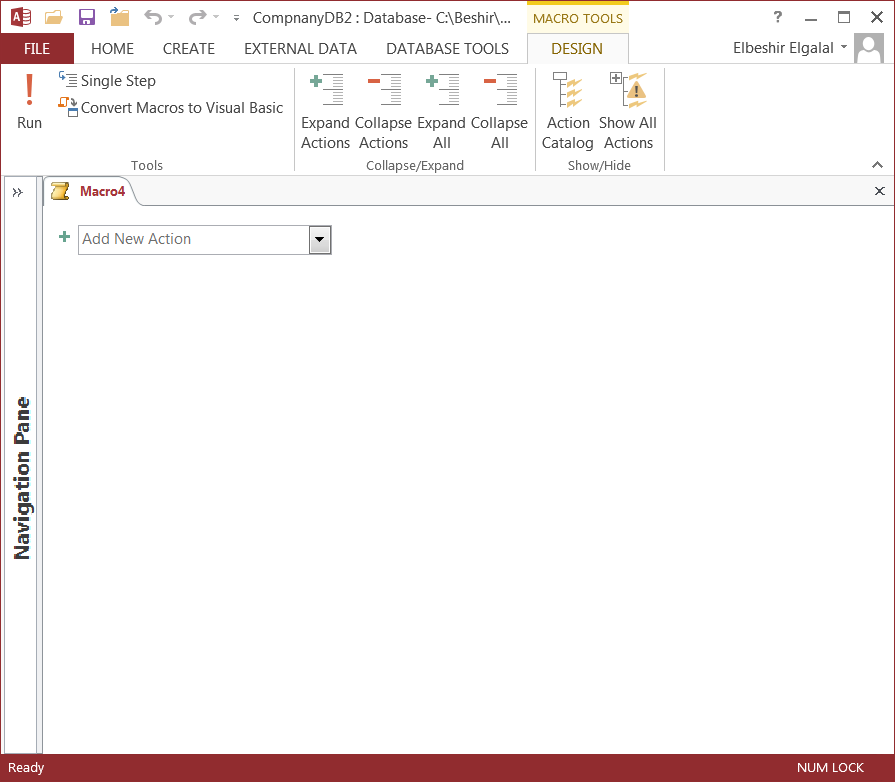 CompnanyDB2 : Database- C:\Beshir\...
MACRO TOOLS
?
FILE HOME CREATE EXTERNAL DATA DATABASE TOOLS DESIGN Elbeshir Elgalal
Run
Single Step
Convert Macros to Visual Basic
Tools
Expand Actions
Collapse Actions
Expand All
Collapse All
Collapse/Expand
Action Catalog
Show All Actions
Show/Hide
Macro4
Add New Action
Navigation Pane
Ready NUM LOCK